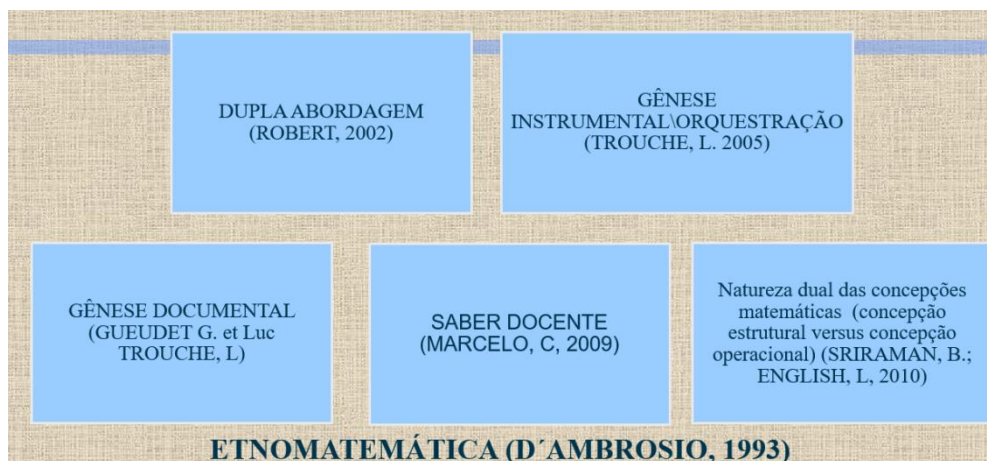 DUPLA ABORDAGEM
(ROBERT, 2002)
GÊNESE
INSTRUMENTAL\ORQUESTRAÇÃO
(TROUCHE, L. 2005)
GÊNESE DOCUMENTAL
(GUEUDET G. et Luc
TROUCHE, L)
SABER DOCENTE
(MARCELO, C, 2009)
Natureza dual das concepções
matemáticas (concepção
estrutural versus concepção
operacional) (SRIRAMAN, B.;
ENGLISH, L, 2010)
ETNOMATEMÁTICA (D´AMBROSIO, 1993)